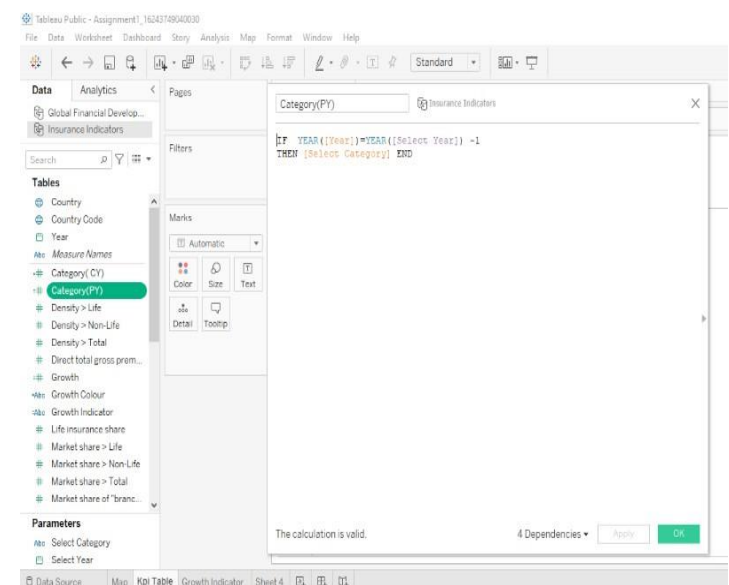 Tableau Public - Assignment1_16243749040030
File Data Worksheet Dashboard Story Analysis Map Format Window Help
Standard
Data Analytics
Global Financial Develop...
Insurance Indicators
Search
Tables
Country
Country Code
Year
Abc Measure Names
Category( CY)
Category(PY)
Density > Life
Density > Non-Life
Density > Total
Direct total gross prem...
Growth
Abc Growth Colour
Abc Growth Indicator
Life insurance share
Market share > Life
Market share > Non-Life
Market share > Total
Market share of "branc...
Parameters
Abc Select Category
Select Year
Pages
Filters
Marks
Automatic
Color Size Text
Detail Tooltip
Category(PY) Insurance Indicators X
IF YEAR([Year])=YEAR([Select Year]) -1
THEN [Select Category] END
The calculation is valid. 4 Dependencies Apply OK
Data Source Map Kpi Table Growth Indicator Sheet 4